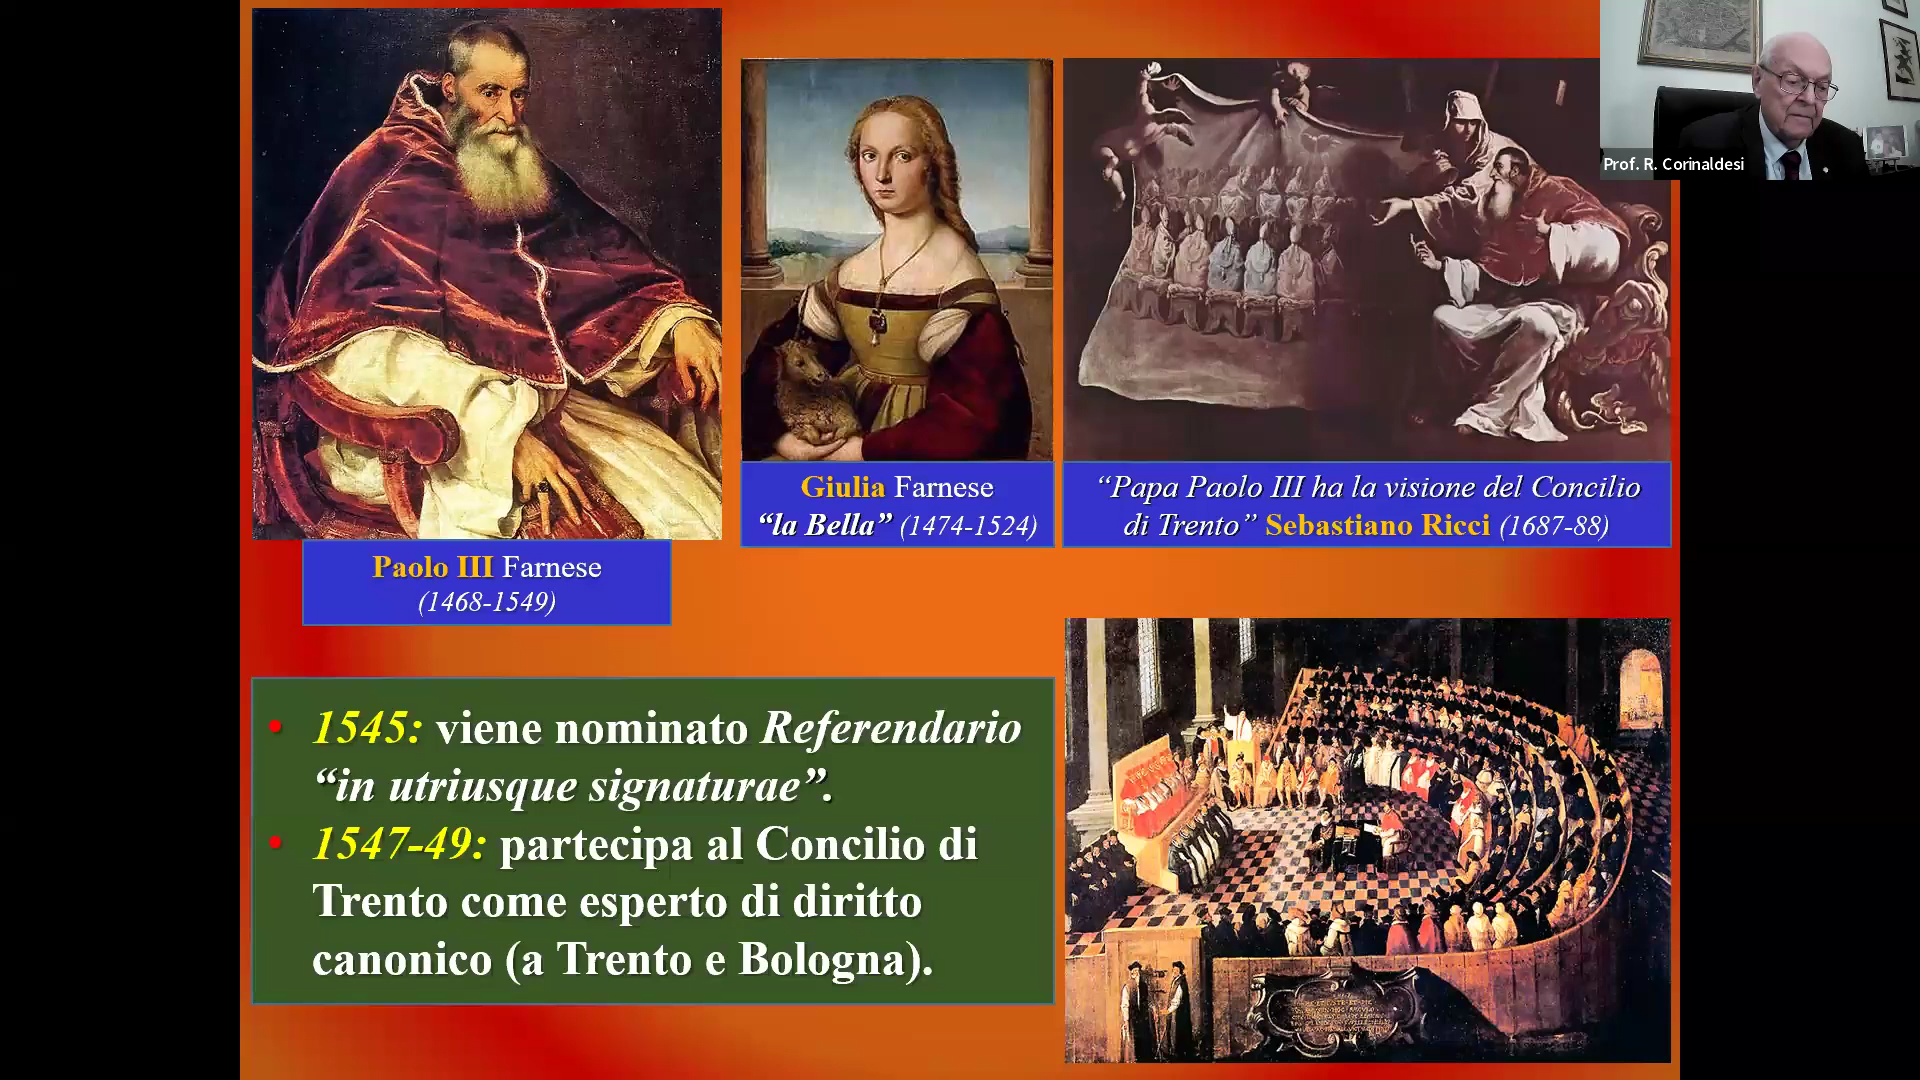 Prof. R. Corinaldesi
Giulia Farnese
“la Bella” (1474-1524)
“Papa Paolo III ha la visione del Concilio
di Trento” Sebastiano Ricci (1687-88)
Paolo III Farnese
(1468-1549)
• 1545: viene nominato Referendario
“in utriusque signaturae”.
• 1547-49: partecipa al Concilio di
Trento come esperto di diritto
canonico (a Trento e Bologna).